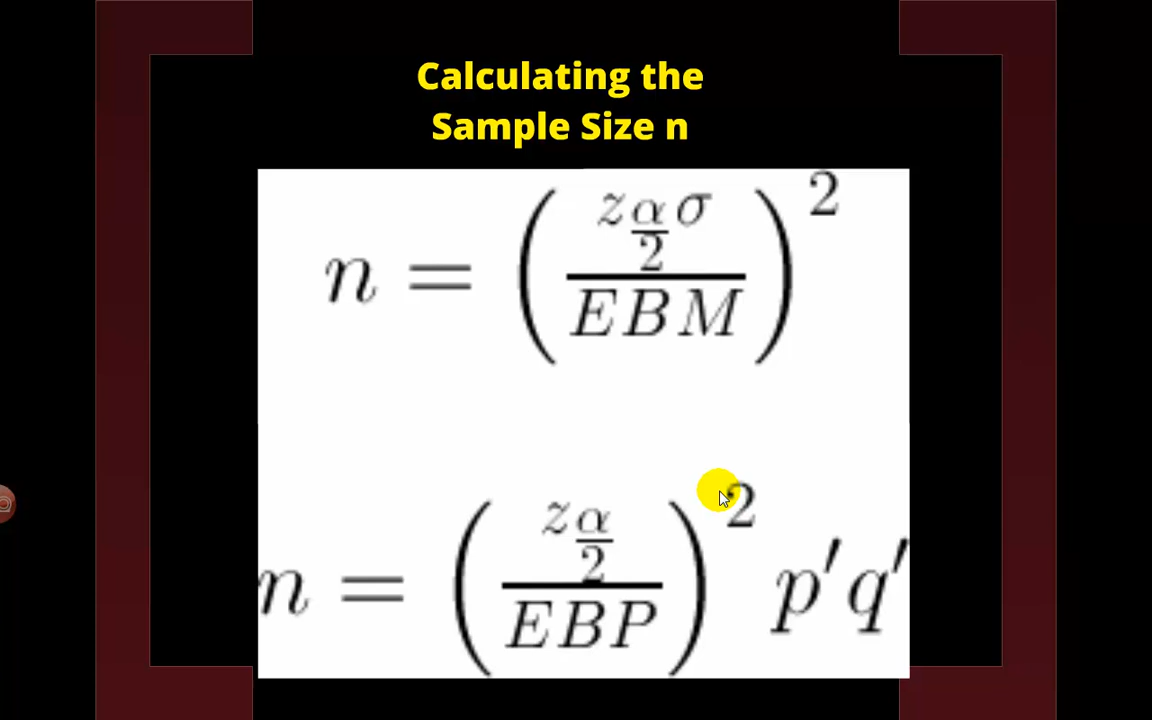 Calculating the
Sample Size n
n = (z_{α/2} σ / EBM)^2
n = (z_{α/2} / EBP)^2 p′q′